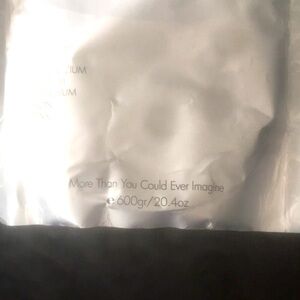 More Than You Could Ever Imagine
℮ 600gr/20.4oz.